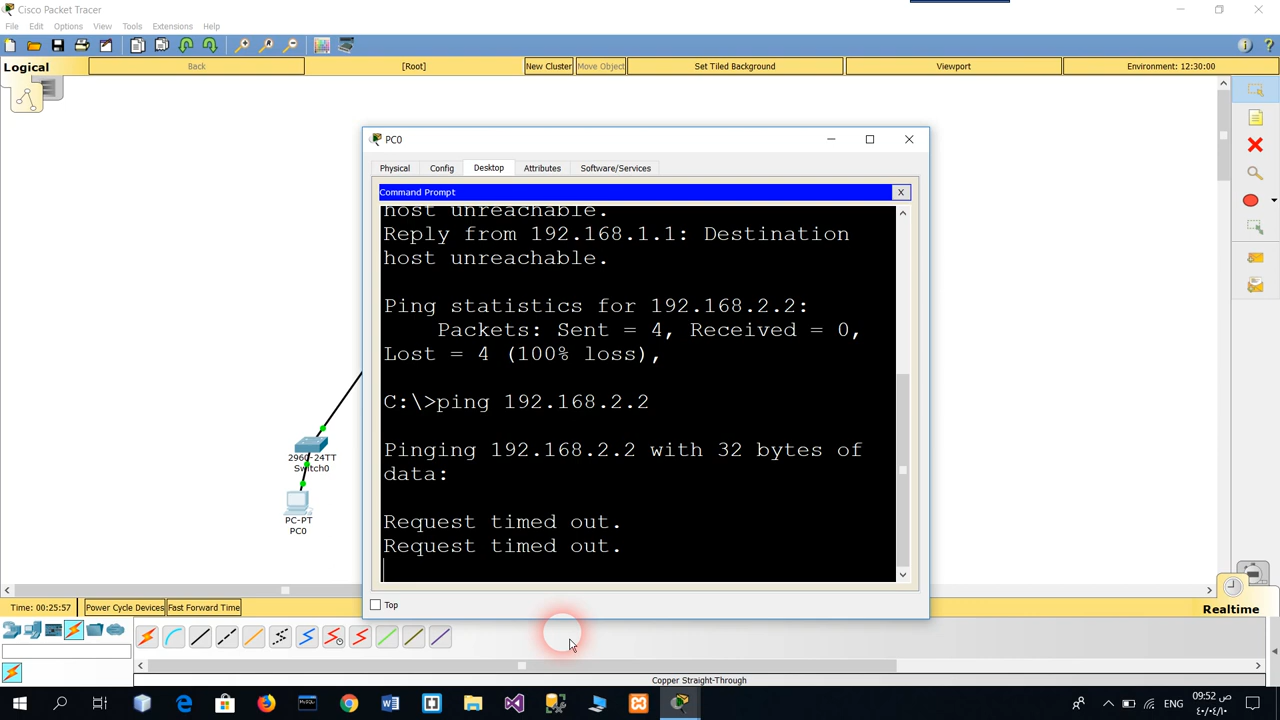 Cisco Packet Tracer
File Edit Options View Tools Extensions Help
Logical Back [Root] New Cluster Move Object Set Tiled Background Viewport Environment: 12:30:00
PC0
Physical Config Desktop Attributes Software/Services
Command Prompt X
host unreachable.
Reply from 192.168.1.1: Destination
host unreachable.
Ping statistics for 192.168.2.2:
Packets: Sent = 4, Received = 0,
Lost = 4 (100% loss),
C:\>ping 192.168.2.2
Pinging 192.168.2.2 with 32 bytes of
data:
Request timed out.
Request timed out.
2960-24TT
Switch0
PC-PT
PC0
Top
Time: 00:25:57 Power Cycle Devices Fast Forward Time Realtime
Copper Straight-Through
ENG
09:52 ص